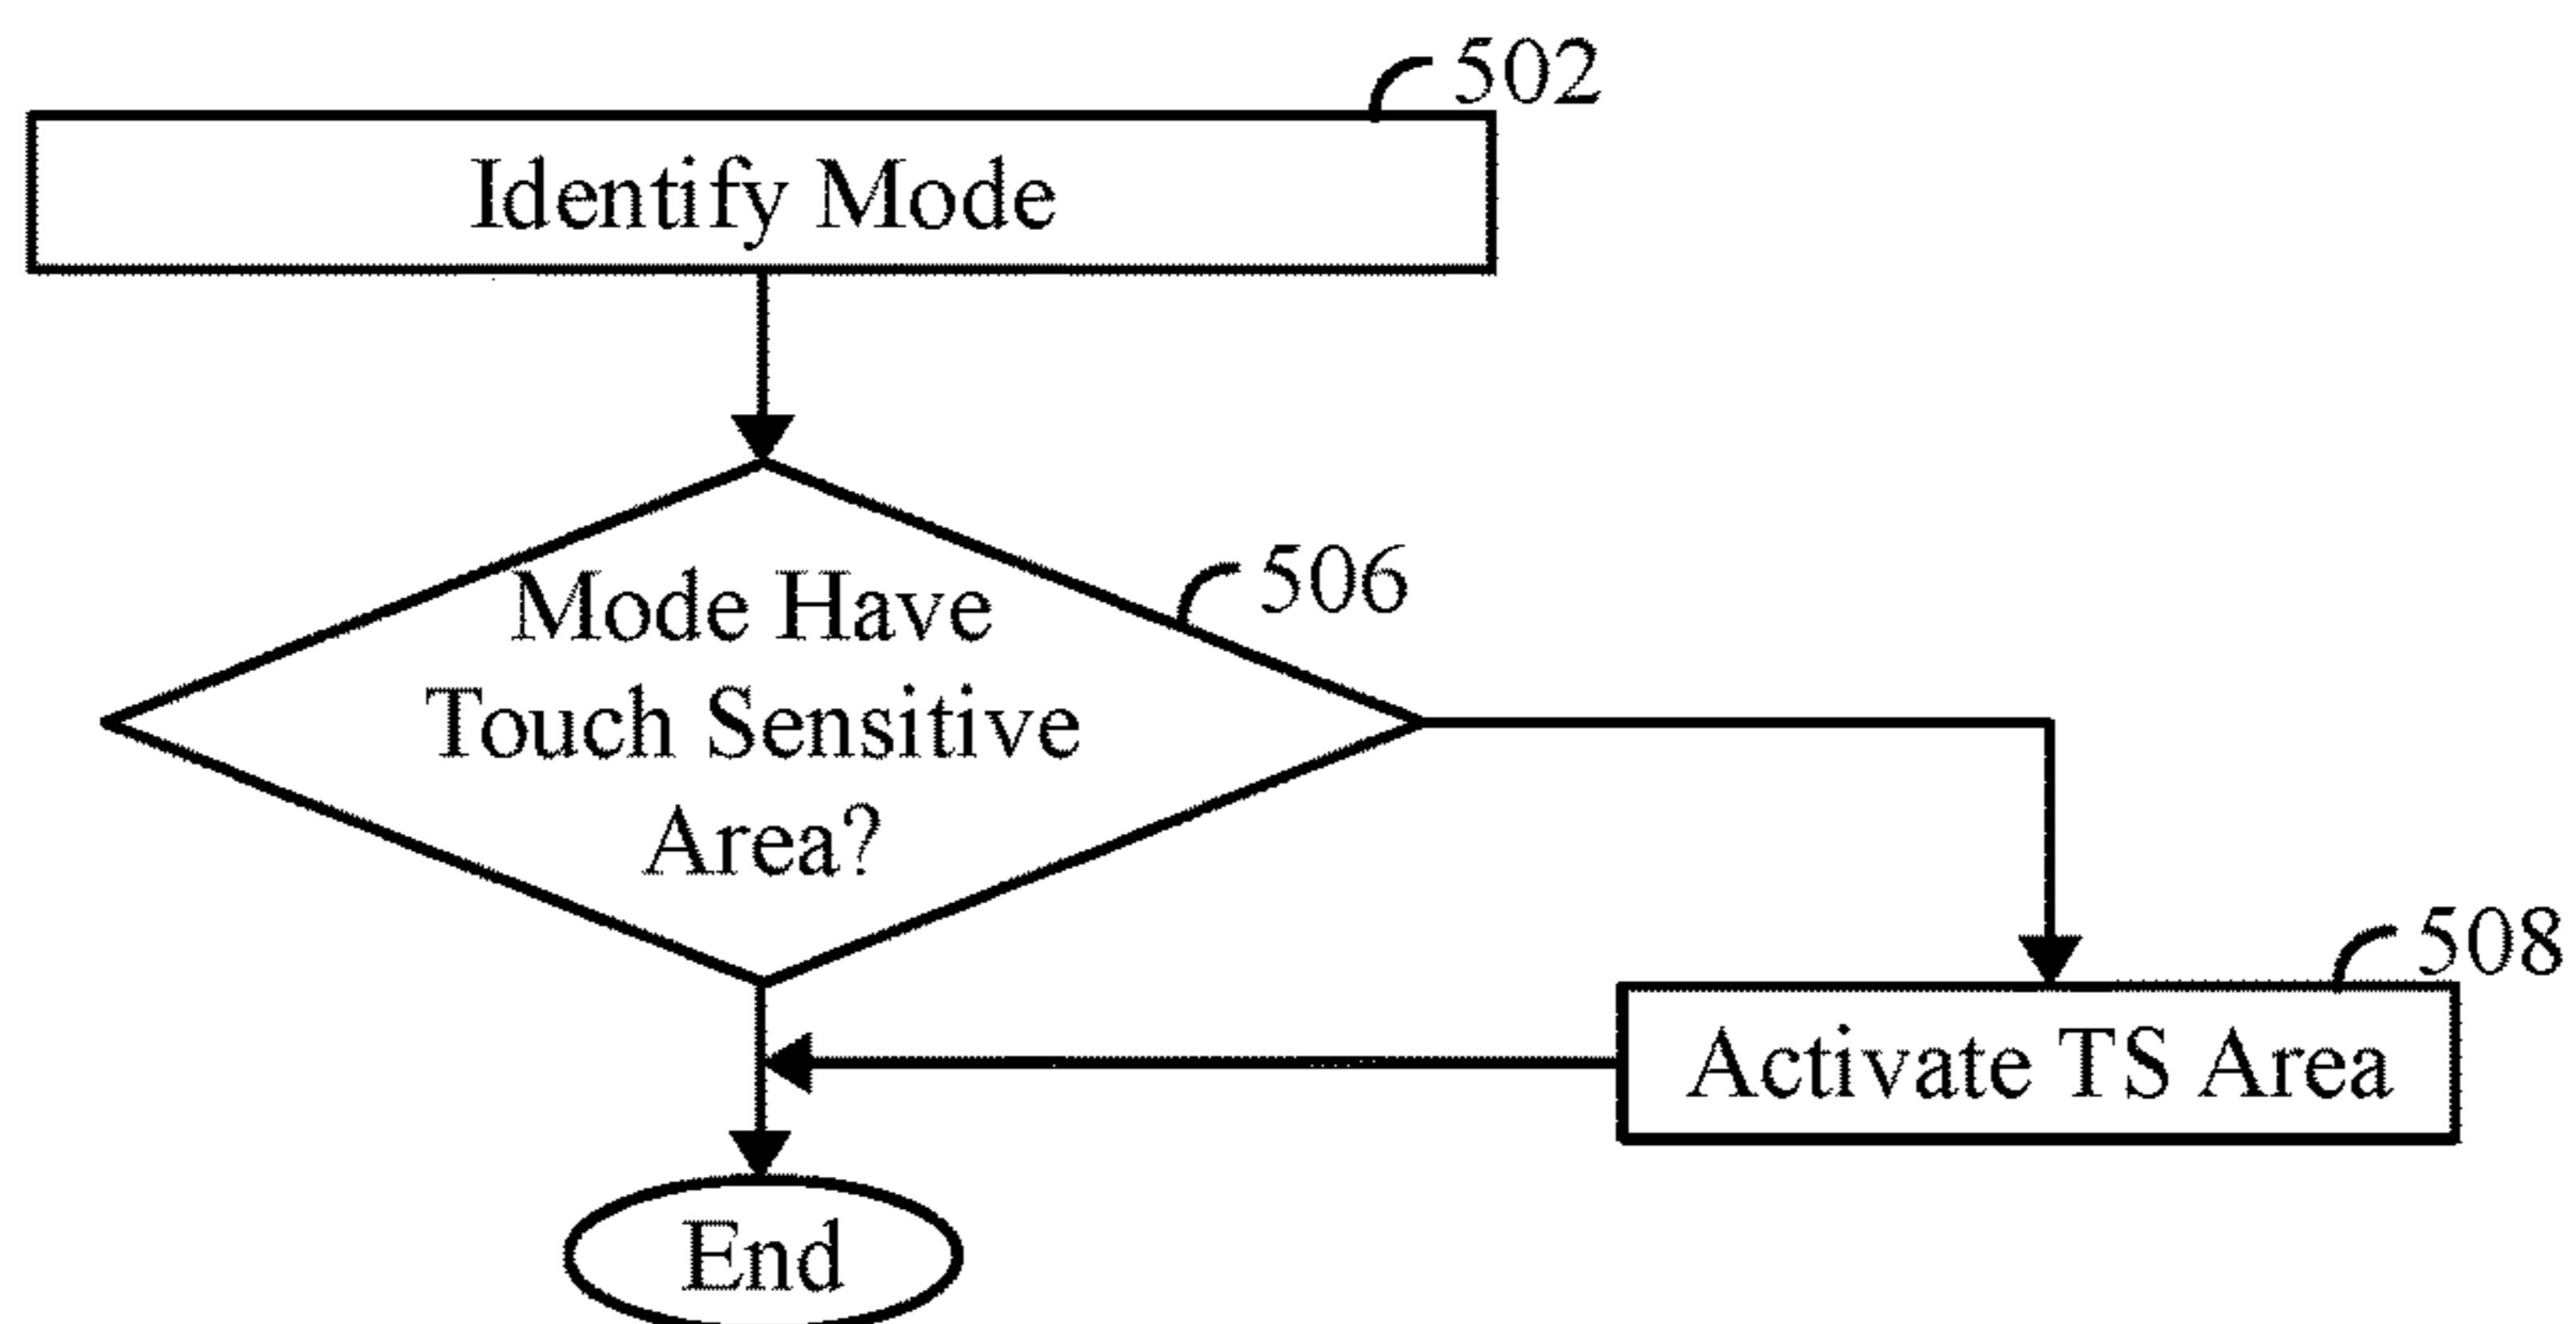 502
Identify Mode
506
Mode Have
Touch Sensitive
Area?
508
Activate TS Area
End